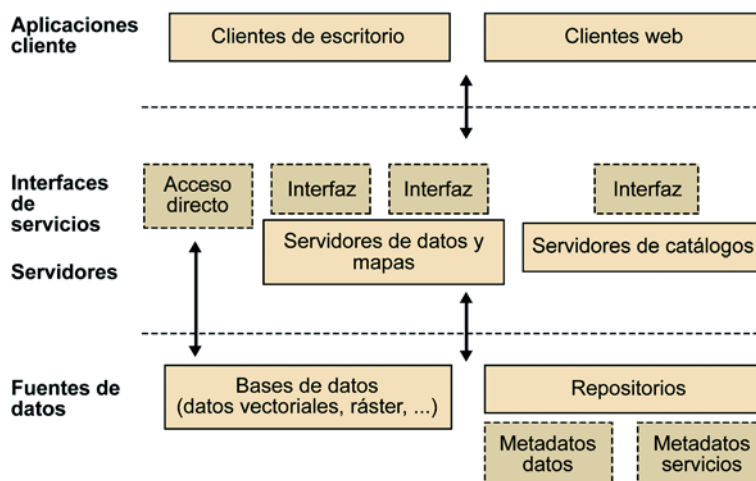 Aplicaciones
cliente
Clientes de escritorio
Clientes web
Interfaces
de
servicios
Acceso
directo
Interfaz
Interfaz
Interfaz
Servidores
Servidores de datos y
mapas
Servidores de catálogos
Fuentes de
datos
Bases de datos
(datos vectoriales, ráster, ...)
Repositorios
Metadatos
datos
Metadatos
servicios